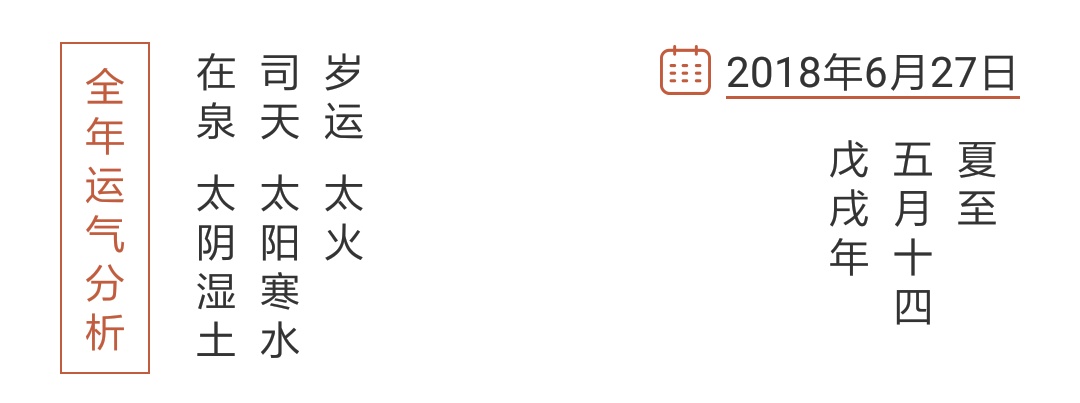 2018年6月27日
夏至
五月十四
戊戌年
岁运 太火
司天 太阳寒水
在泉 太阴湿土
全年运气分析